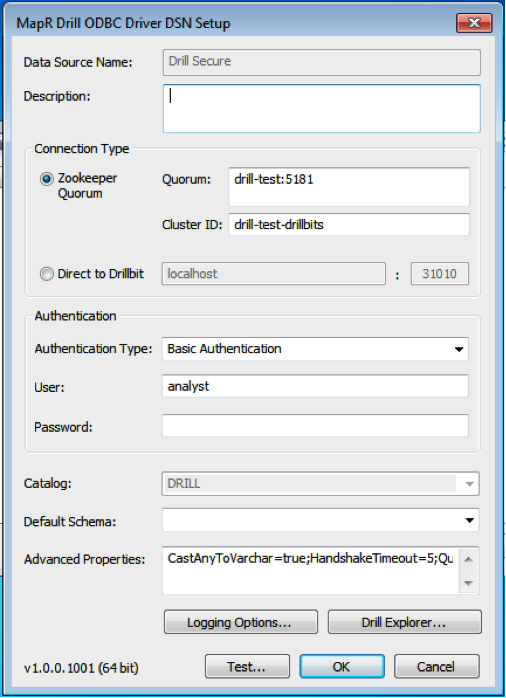 MapR Drill ODBC Driver DSN Setup
Data Source Name: Drill Secure
Description:
Connection Type
Zookeeper Quorum
Quorum: drill-test:5181
Cluster ID: drill-test-drillbits
Direct to Drillbit localhost : 31010
Authentication
Authentication Type: Basic Authentication
User: analyst
Password:
Catalog: DRILL
Default Schema:
Advanced Properties: CastAnyToVarchar=true;HandshakeTimeout=5;Qu
Logging Options... Drill Explorer...
v1.0.0.1001 (64 bit) Test... OK Cancel